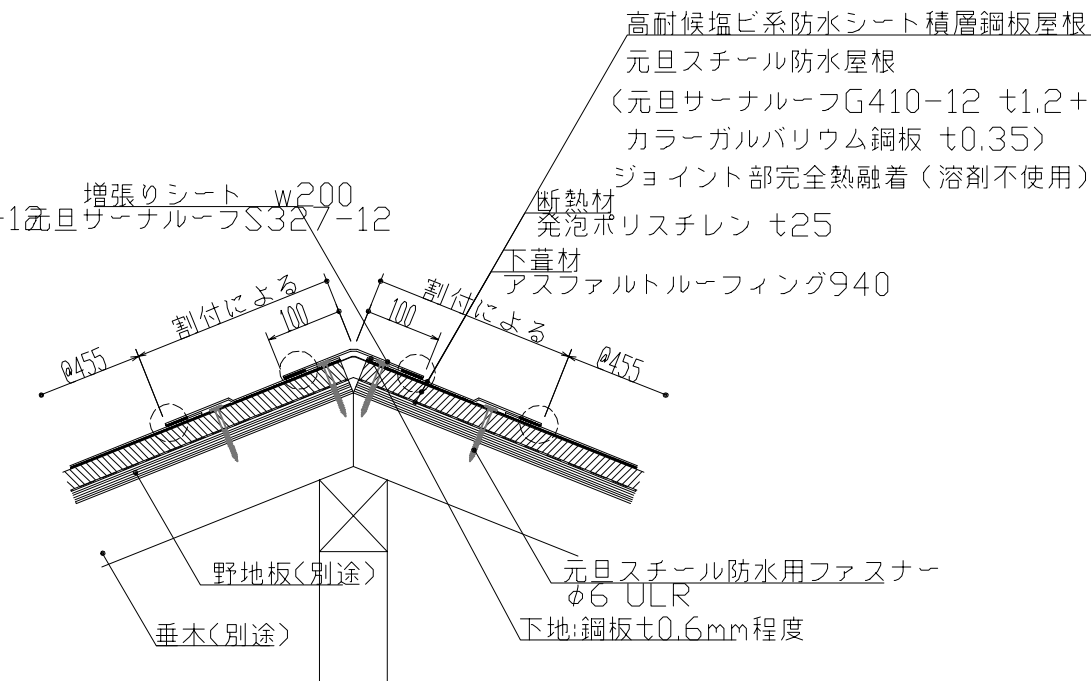 高耐候塩ビ系防水シート積層鋼板屋根
元旦スチール防水屋根
(元旦サーナルーフG410-12 t1.2+
カラーガルバリウム鋼板 t0.35)
ジョイント部完全熱融着(溶剤不使用)
増張りシート w200
元旦サーナルーフS327-12
断熱材
発泡ポリスチレン t25
下葺材
アスファルトルーフィング940
割付による
100
@455
割付による
100
@455
野地板(別途)
垂木(別途)
元旦スチール防水用ファスナー
φ6 ULR
下地:鋼板t0.6mm程度